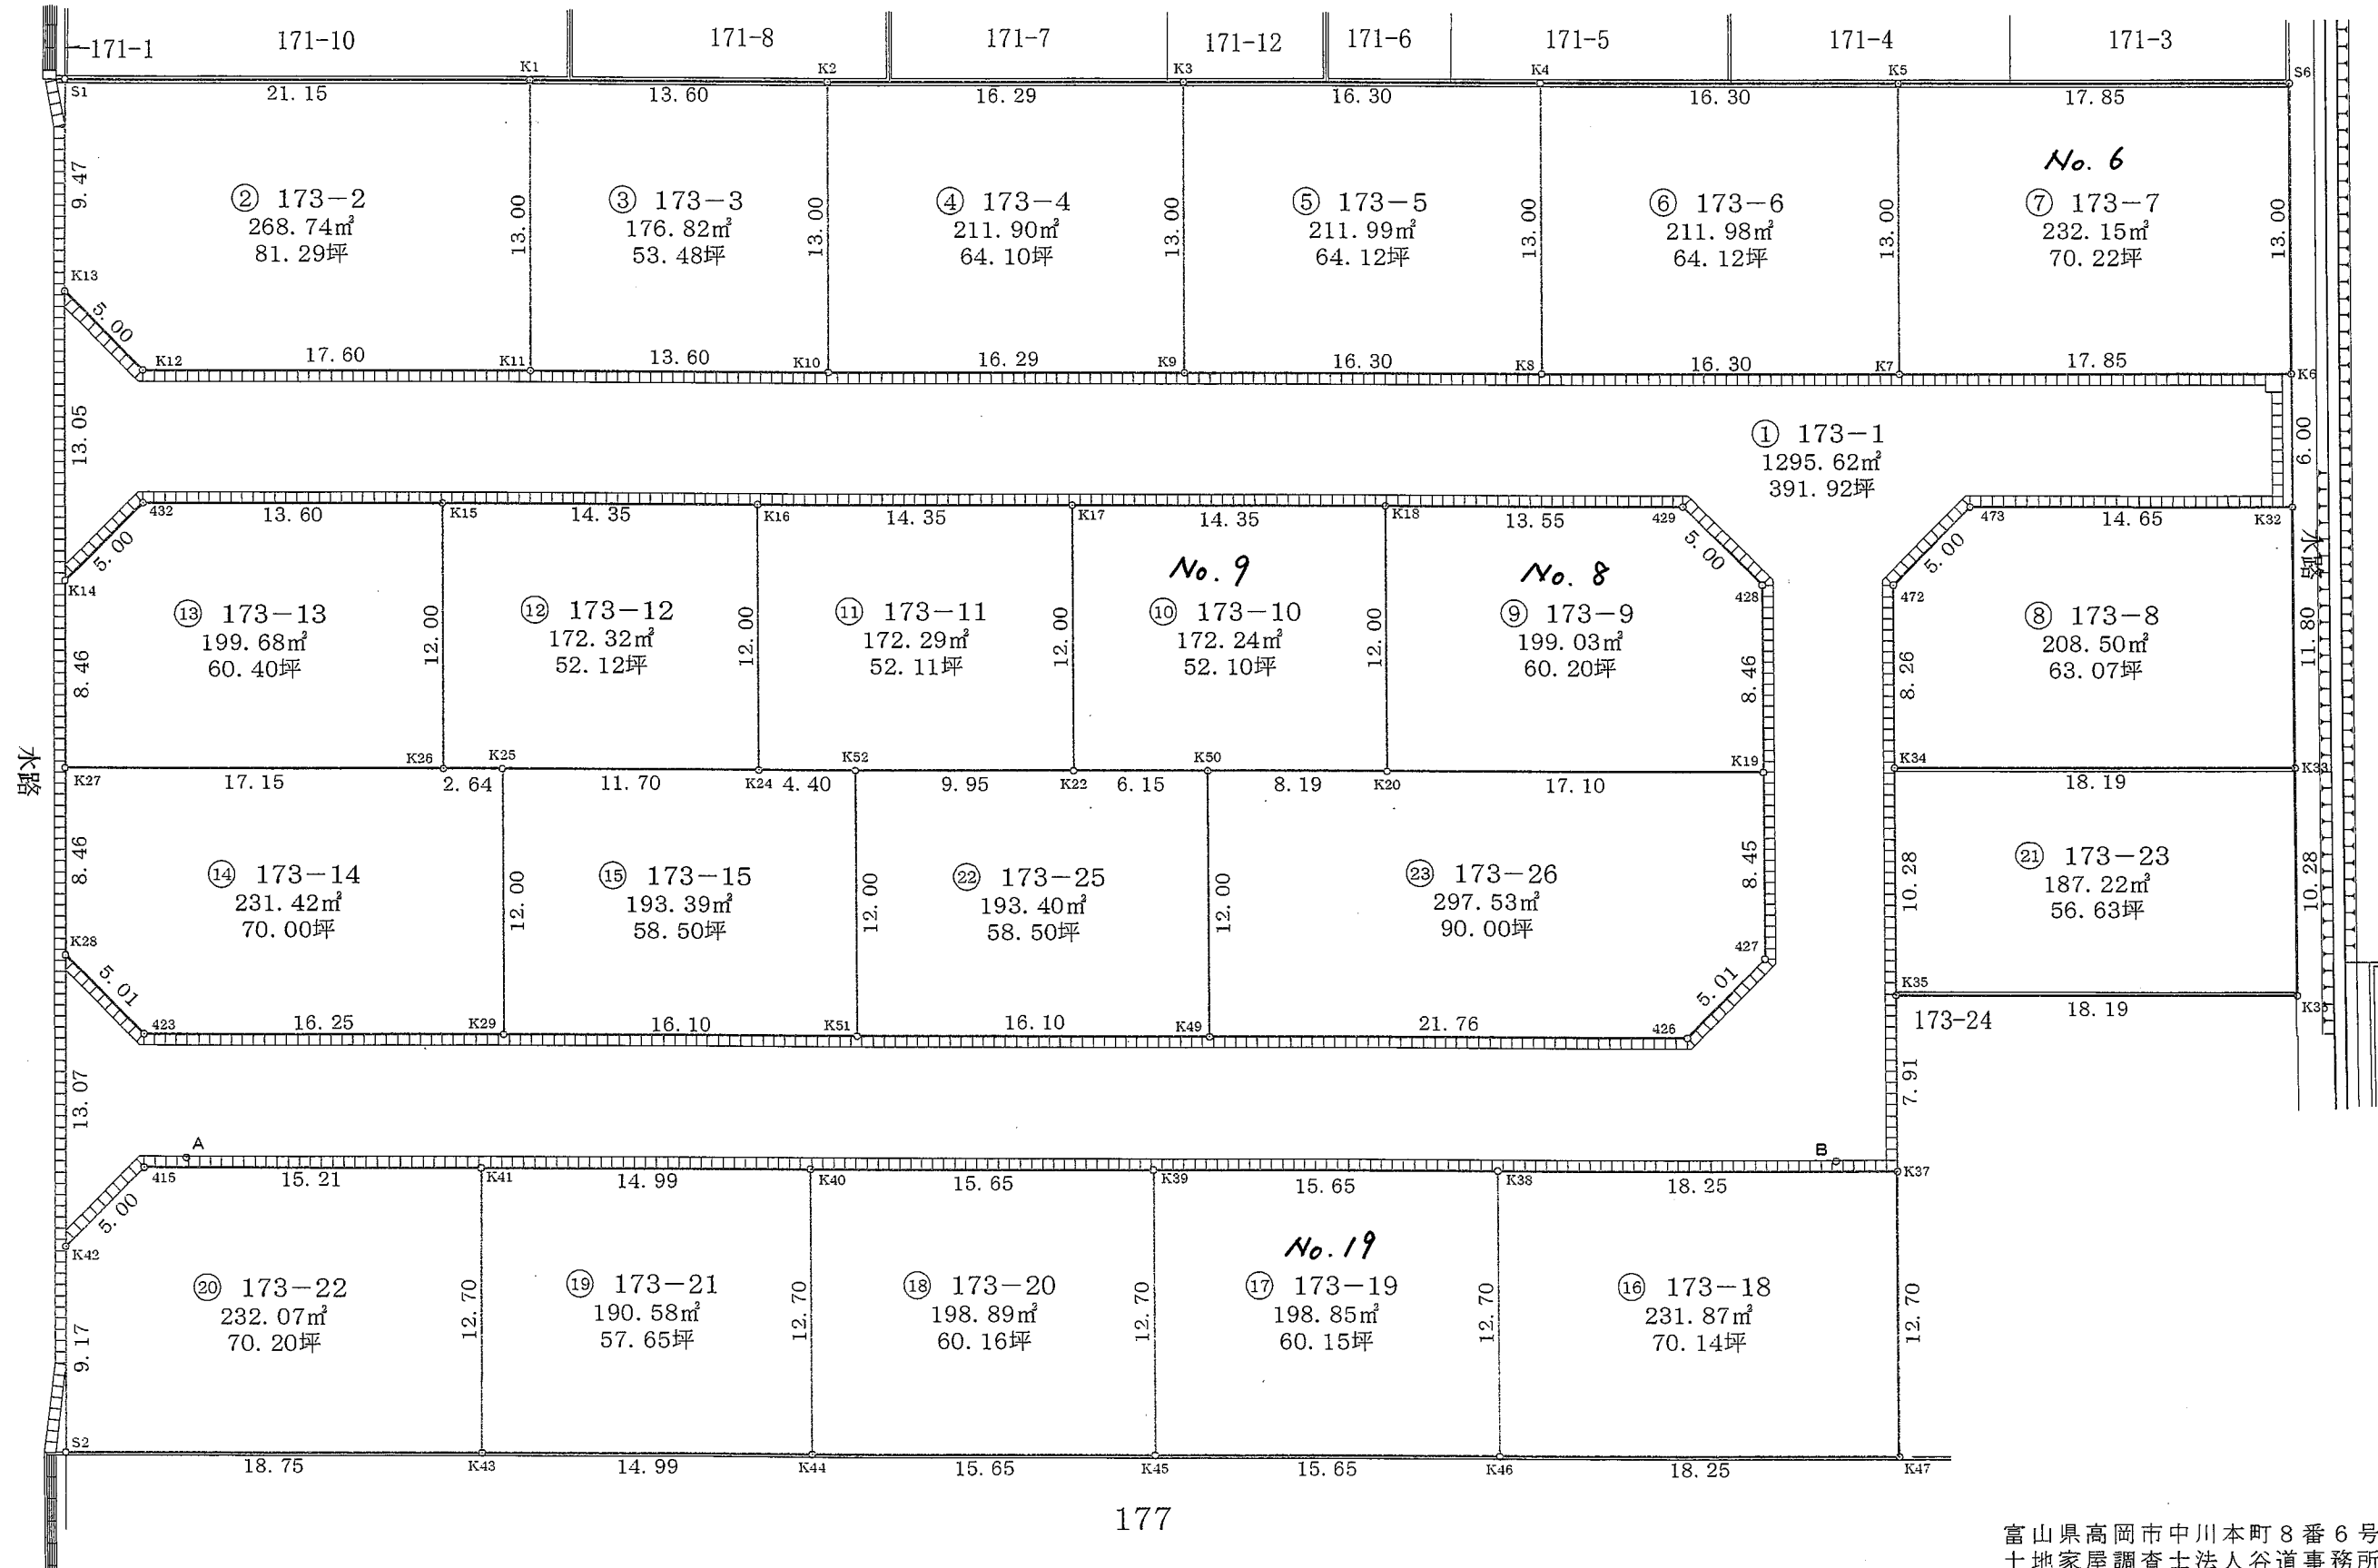 171-1
171-10
171-8
171-7
171-12
171-6
171-5
171-4
171-3
S1
K1
K2
K3
K4
K5
S6
21.15
13.60
16.29
16.30
16.30
17.85
No. 6
9.47
② 173-2
268.74㎡
81.29坪
13.00
③ 173-3
176.82㎡
53.48坪
13.00
④ 173-4
211.90㎡
64.10坪
13.00
⑤ 173-5
211.99㎡
64.12坪
13.00
⑥ 173-6
211.98㎡
64.12坪
13.00
⑦ 173-7
232.15㎡
70.22坪
13.00
K13
5.00
K12
17.60
K11
13.60
K10
16.29
K9
16.30
K8
16.30
K7
17.85
K6
13.05
① 173-1
1295.62㎡
391.92坪
6.00
432
13.60
K15
14.35
K16
14.35
K17
14.35
K18
13.55
429
473
14.65
K32
5.00
K14
5.00
428
5.00
472
水路
No. 9
No. 8
8.46
⑬ 173-13
199.68㎡
60.40坪
12.00
⑫ 173-12
172.32㎡
52.12坪
12.00
⑪ 173-11
172.29㎡
52.11坪
12.00
⑩ 173-10
172.24㎡
52.10坪
12.00
⑨ 173-9
199.03㎡
60.20坪
8.46
8.26
⑧ 173-8
208.50㎡
63.07坪
11.80
水路
K27
17.15
K26
2.64
K25
11.70
K24
4.40
K52
9.95
K22
6.15
K50
8.19
K20
17.10
K19
K34
18.19
K33
8.46
⑭ 173-14
231.42㎡
70.00坪
12.00
⑮ 173-15
193.39㎡
58.50坪
12.00
㉒ 173-25
193.40㎡
58.50坪
12.00
㉓ 173-26
297.53㎡
90.00坪
8.45
10.28
㉑ 173-23
187.22㎡
56.63坪
10.28
K28
5.01
423
16.25
K29
16.10
K51
16.10
K49
21.76
426
5.01
427
K35
18.19
173-24
13.07
7.91
A
B
415
15.21
K41
14.99
K40
15.65
K39
15.65
K38
18.25
K37
5.00
K42
No. 19
9.17
⑳ 173-22
232.07㎡
70.20坪
12.70
⑲ 173-21
190.58㎡
57.65坪
12.70
⑱ 173-20
198.89㎡
60.16坪
12.70
⑰ 173-19
198.85㎡
60.15坪
12.70
⑯ 173-18
231.87㎡
70.14坪
12.70
S2
18.75
K43
14.99
K44
15.65
K45
15.65
K46
18.25
K47
177
富山県高岡市中川本町8番6号
土地家屋調査士法人谷道事務所